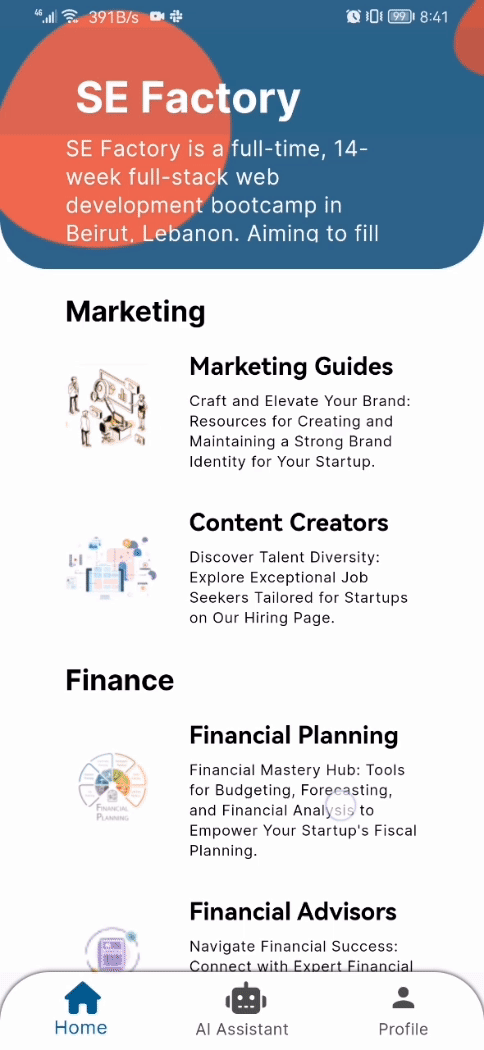 46 391B/s 99 8:41
SE Factory
SE Factory is a full-time, 14-
week full-stack web
development bootcamp in
Beirut, Lebanon. Aiming to fill
Marketing
Marketing Guides
Craft and Elevate Your Brand:
Resources for Creating and
Maintaining a Strong Brand
Identity for Your Startup.
Content Creators
Discover Talent Diversity:
Explore Exceptional Job
Seekers Tailored for Startups
on Our Hiring Page.
Finance
Financial Planning
FINANCIAL
PLANNING
Financial Mastery Hub: Tools
for Budgeting, Forecasting,
and Financial Analysis to
Empower Your Startup's Fiscal
Planning.
Financial Advisors
Navigate Financial Success:
Connect with Expert Financial
Home
AI Assistant
Profile